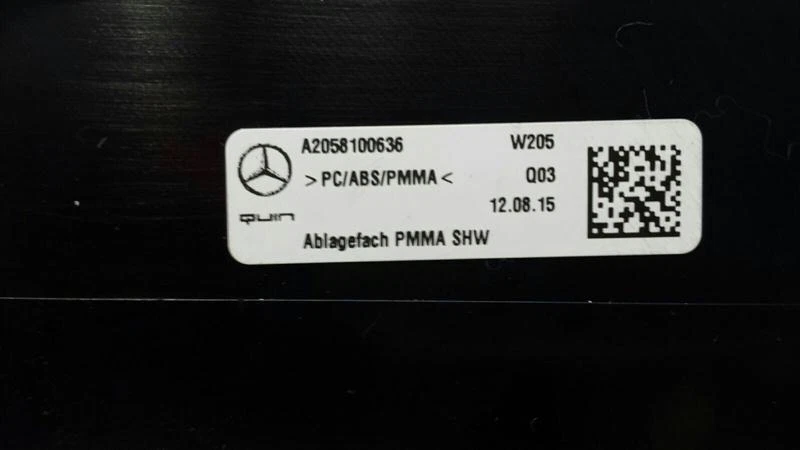 A2058100636 W205
>PC/ABS/PMMA< Q03
12.08.15
QUIN
Ablagefach PMMA SHW